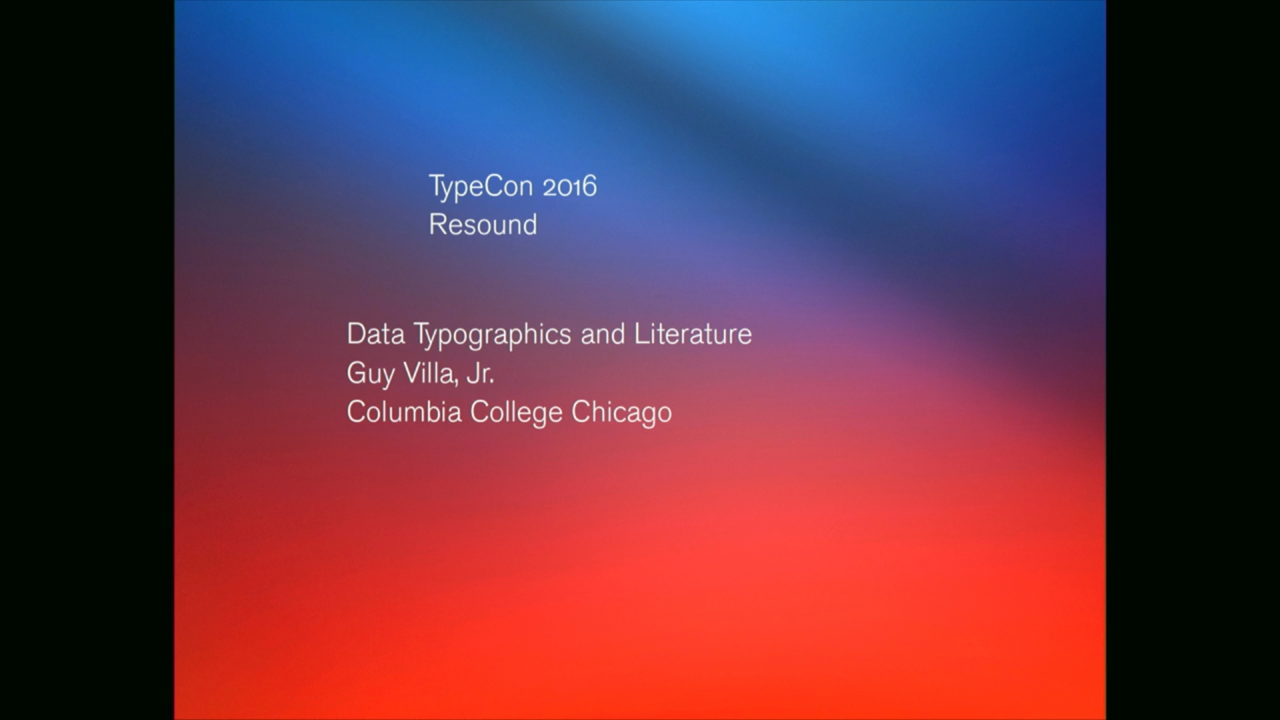 TypeCon 2016
Resound
Data Typographics and Literature
Guy Villa, Jr.
Columbia College Chicago